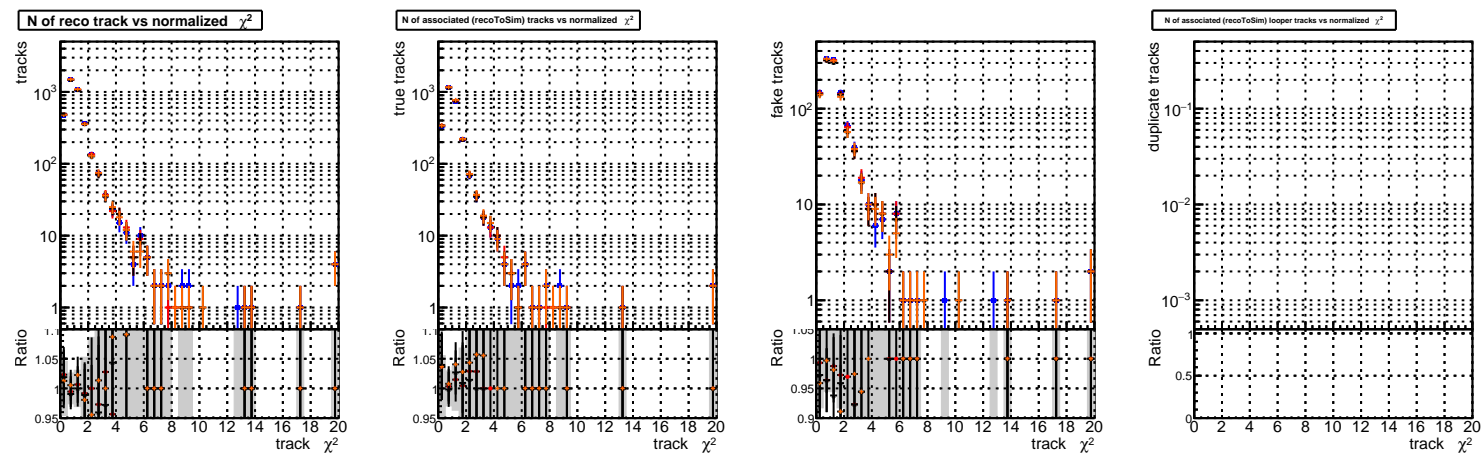 N of reco track vs normalized χ²
tracks
10³
10²
10
1
Ratio
1.1
1.05
1
0.95
0 2 4 6 8 10 12 14 16 18 20
track χ²
N of associated (recoToSim) tracks vs normalized χ²
true tracks
10³
10²
10
1
Ratio
1.1
1.05
1
0.95
0 2 4 6 8 10 12 14 16 18 20
track χ²
fake tracks
10²
10
1
Ratio
1.05
1
0.95
0.9
0 2 4 6 8 10 12 14 16 18 20
track χ²
N of associated (recoToSim) looper tracks vs normalized χ²
duplicate tracks
10⁻¹
10⁻²
10⁻³
Ratio
1
0.5
0
0 2 4 6 8 10 12 14 16 18 20
track χ²